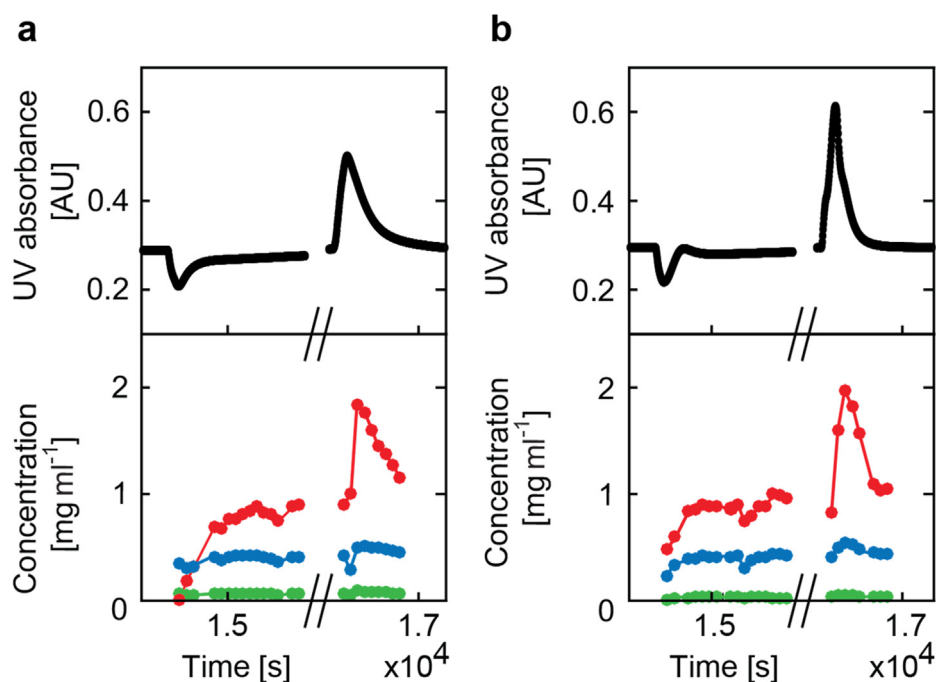 a
UV absorbance
[AU]
0.6
0.4
0.2
Concentration
[mg ml⁻¹]
2
1
0
1.5
1.7
Time [s]
x10⁴
b
UV absorbance
[AU]
0.6
0.4
0.2
Concentration
[mg ml⁻¹]
2
1
0
1.5
1.7
Time [s]
x10⁴